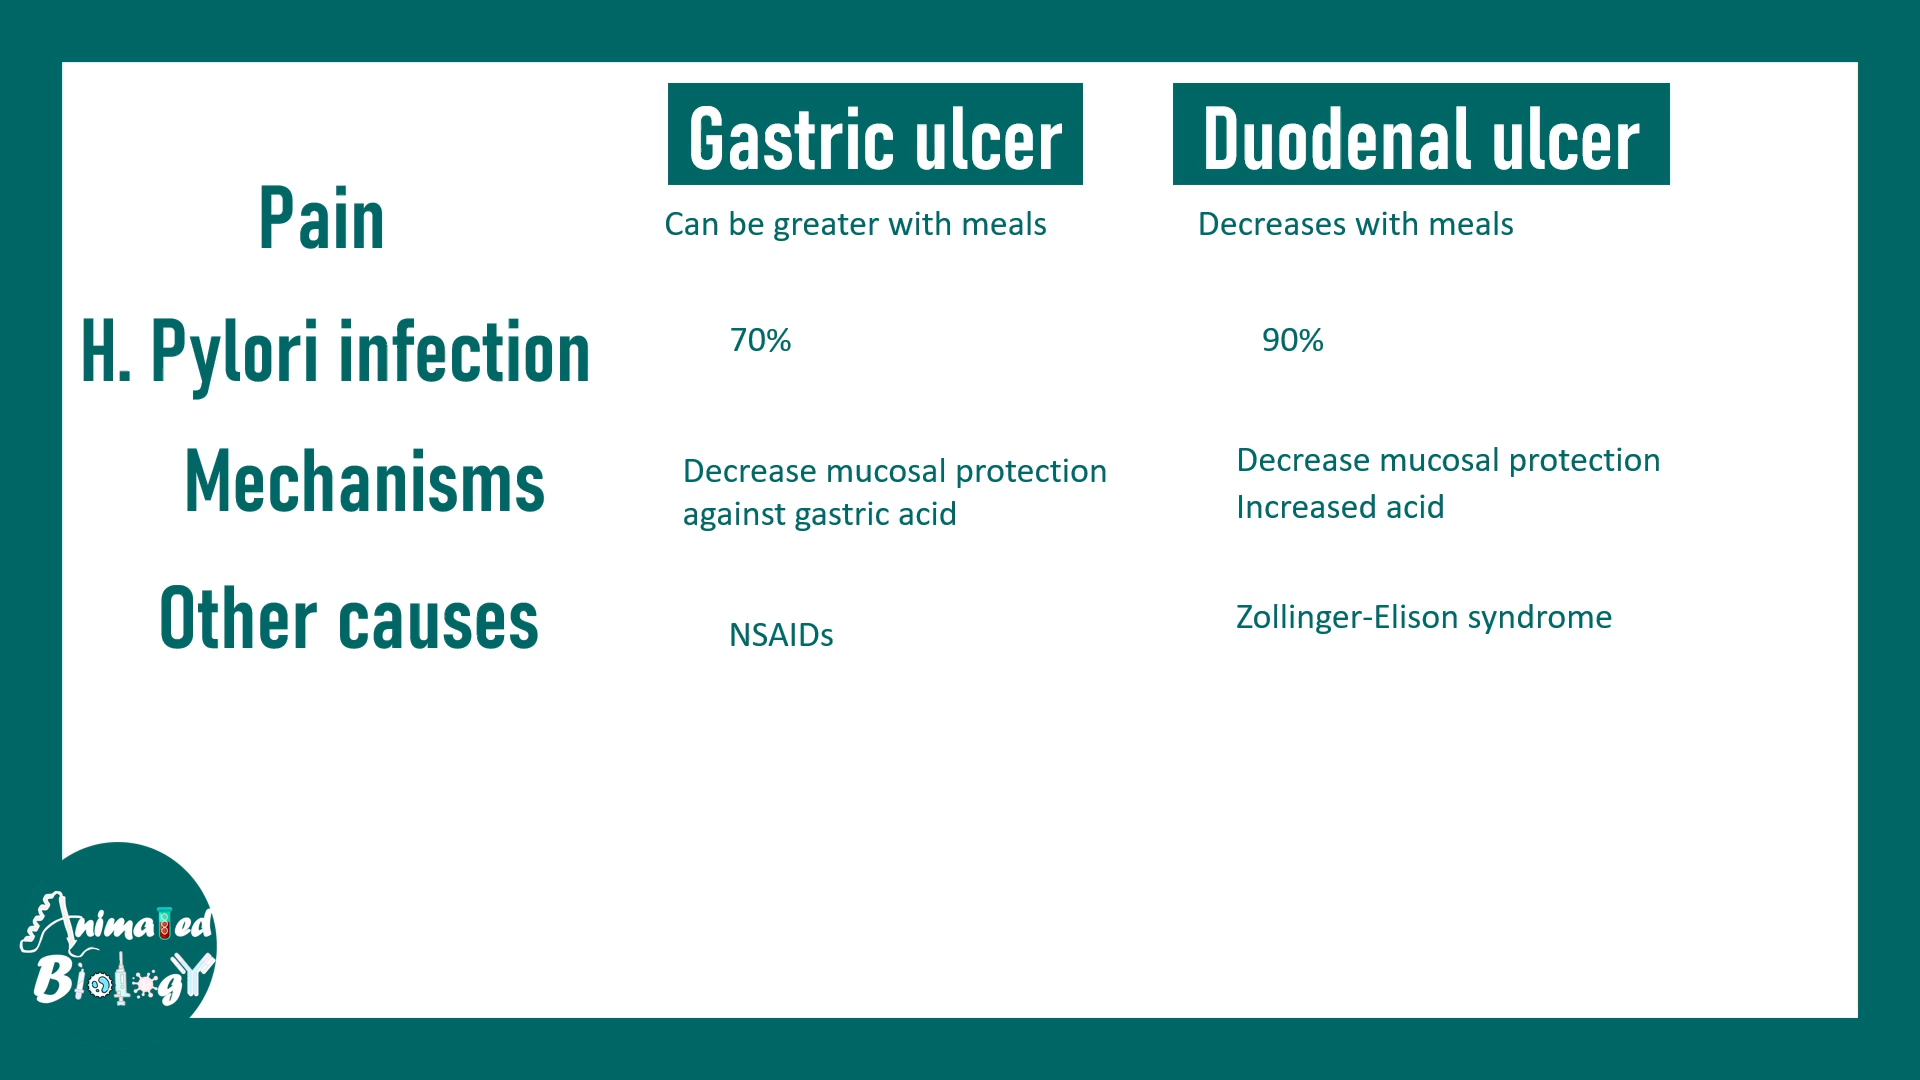 Gastric ulcer
Duodenal ulcer
Pain
Can be greater with meals
Decreases with meals
H. Pylori infection
70%
90%
Mechanisms
Decrease mucosal protection
against gastric acid
Decrease mucosal protection
Increased acid
Other causes
NSAIDs
Zollinger-Elison syndrome
Animated
Biology